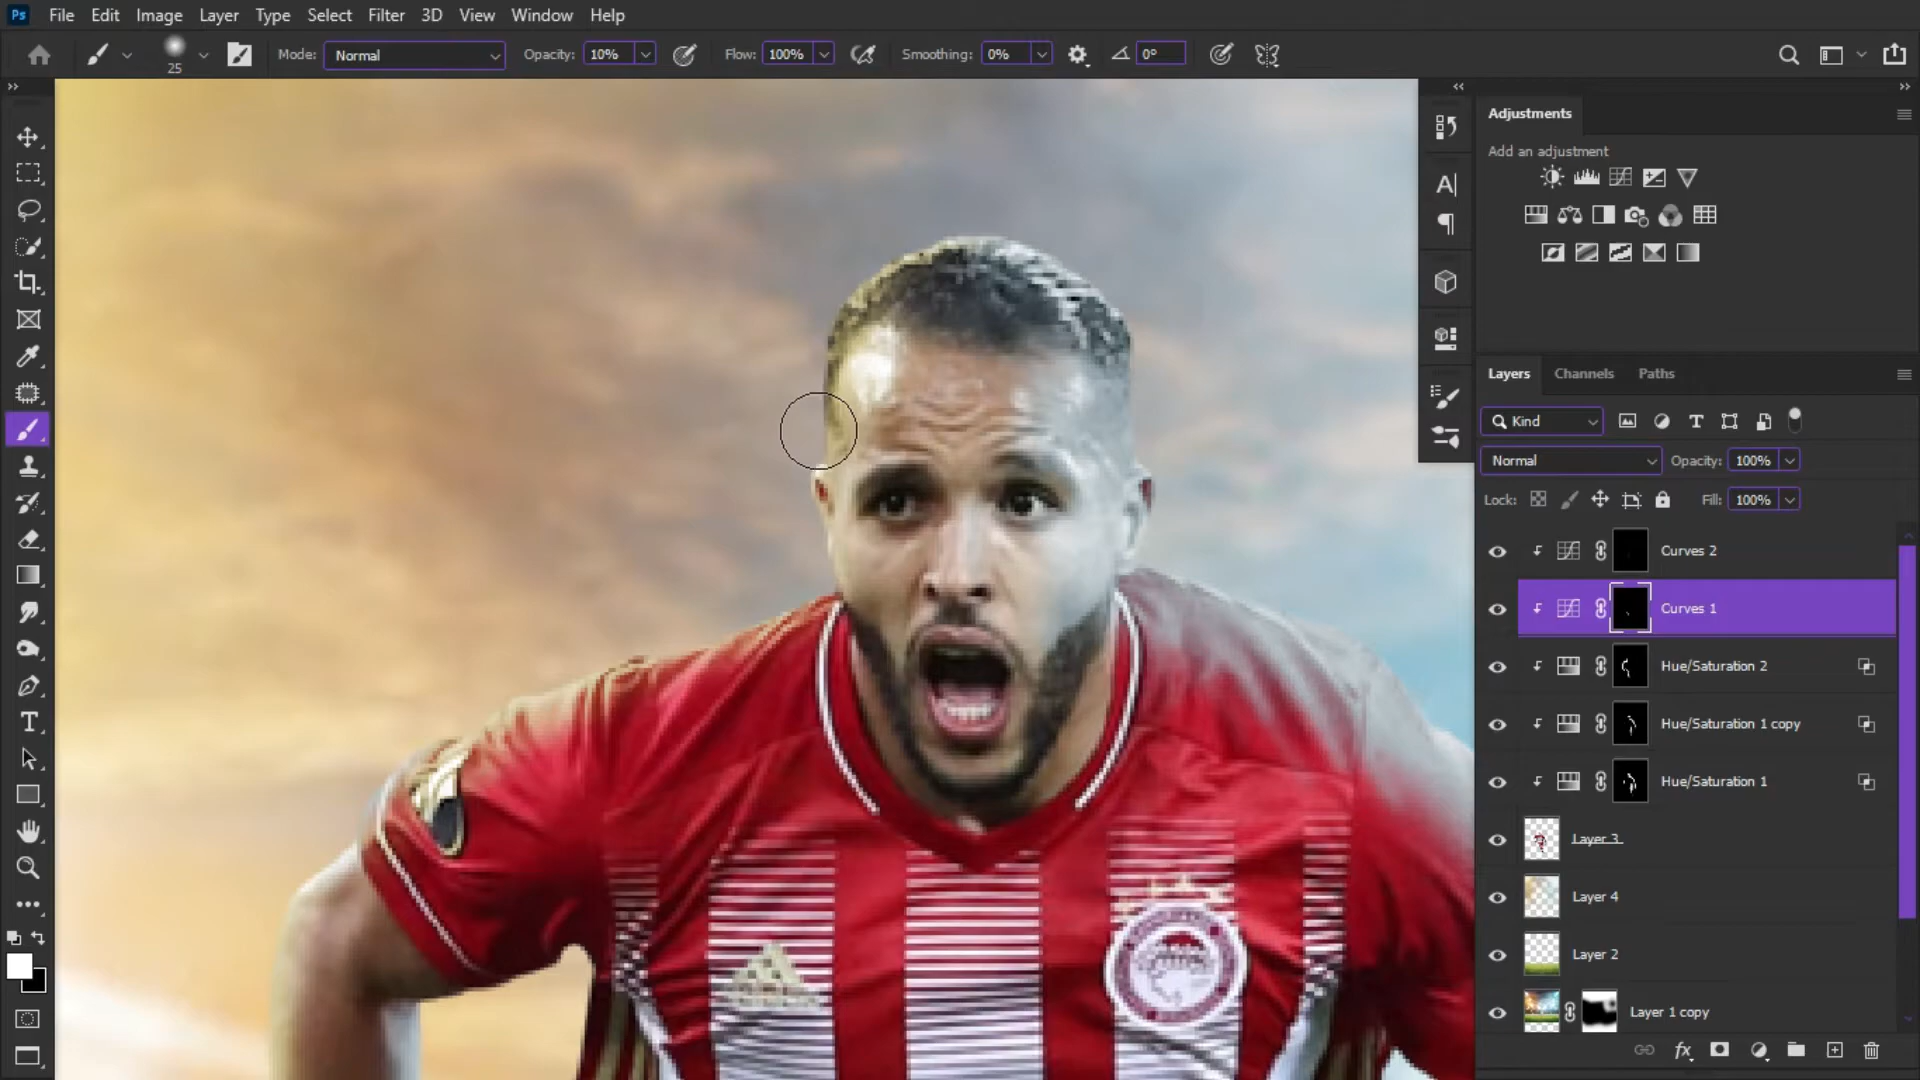 Ps File Edit Image Layer Type Select Filter 3D View Window Help
25 Mode: Normal Opacity: 10% Flow: 100% Smoothing: 0% 0°
Adjustments
Add an adjustment
Layers Channels Paths
Kind
Normal Opacity: 100%
Lock: Fill: 100%
Curves 2
Curves 1
Hue/Saturation 2
Hue/Saturation 1 copy
Hue/Saturation 1
Layer 3
Layer 4
Layer 2
Layer 1 copy